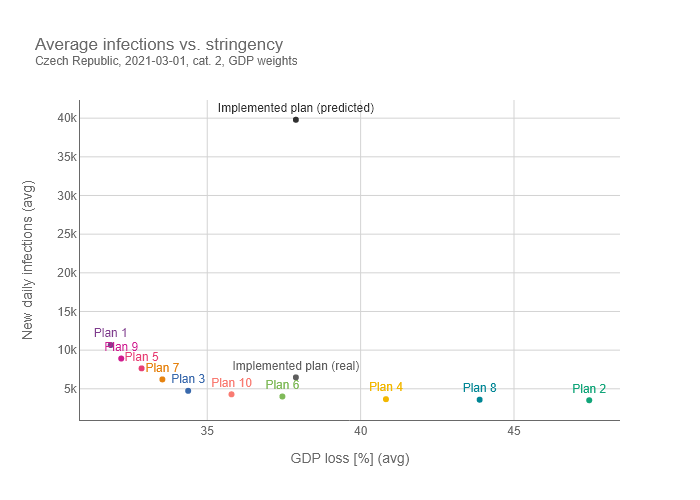 Average infections vs. stringency
Czech Republic, 2021-03-01, cat. 2, GDP weights
Implemented plan (predicted)
40k
35k
30k
25k
20k
15k
10k
5k
New daily infections (avg)
Plan 1
Plan 9
Plan 5
Plan 7
Plan 3
Plan 10
Implemented plan (real)
Plan 6
Plan 4
Plan 8
Plan 2
35
40
45
GDP loss [%] (avg)